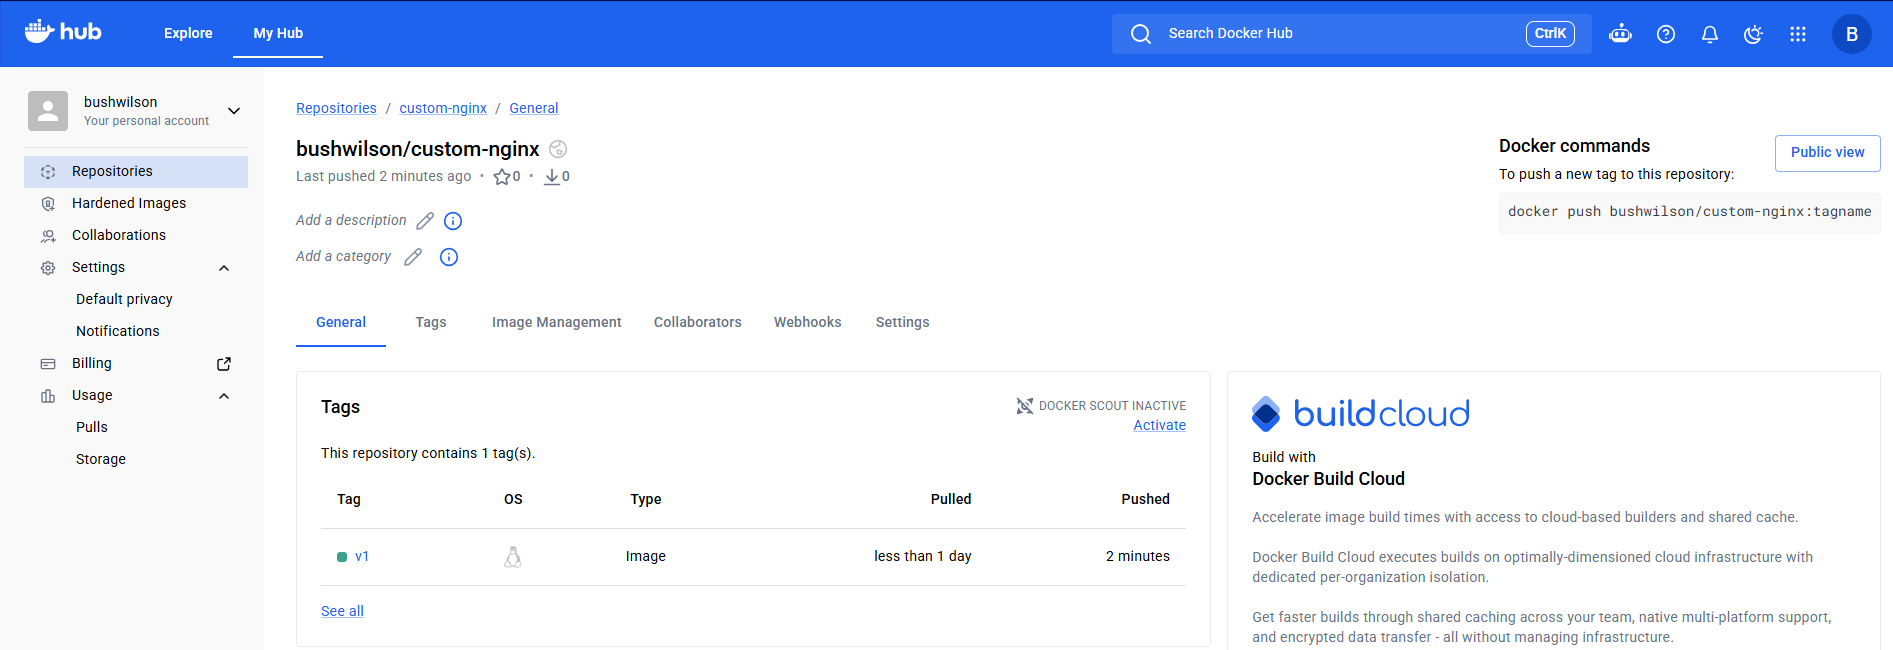 hub
Explore
My Hub
Search Docker Hub
CtrlK
B
bushwilson
Your personal account
Repositories
Hardened Images
Collaborations
Settings
Default privacy
Notifications
Billing
Usage
Pulls
Storage
Repositories / custom-nginx / General
bushwilson/custom-nginx
Last pushed 2 minutes ago • 0 • 0
Add a description
Add a category
Docker commands
Public view
To push a new tag to this repository:
docker push bushwilson/custom-nginx:tagname
General
Tags
Image Management
Collaborators
Webhooks
Settings
Tags
DOCKER SCOUT INACTIVE
Activate
This repository contains 1 tag(s).
Tag OS Type Pulled Pushed
v1 Image less than 1 day 2 minutes
See all
buildcloud
Build with
Docker Build Cloud
Accelerate image build times with access to cloud-based builders and shared cache.
Docker Build Cloud executes builds on optimally-dimensioned cloud infrastructure with
dedicated per-organization isolation.
Get faster builds through shared caching across your team, native multi-platform support,
and encrypted data transfer - all without managing infrastructure.